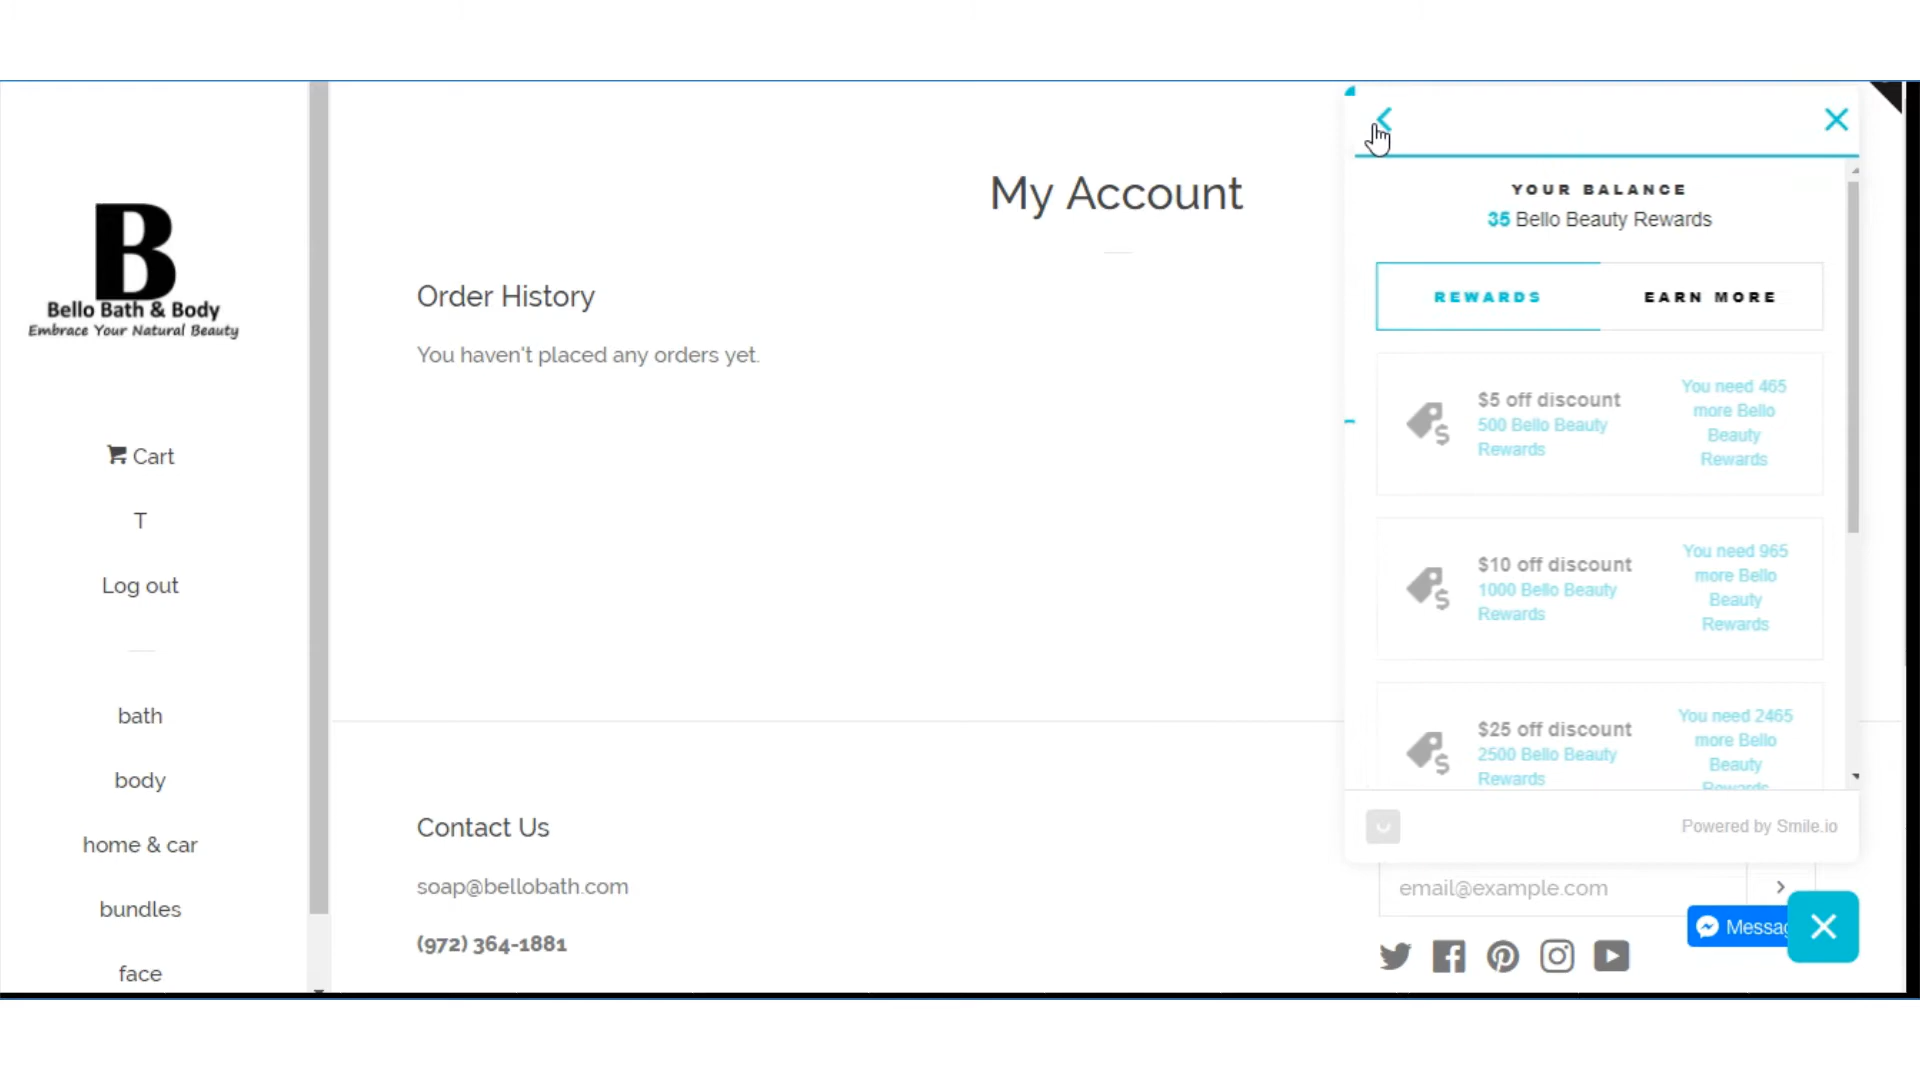 B
Bello Bath & Body
Embrace Your Natural Beauty
Cart
T
Log out
bath
body
home & car
bundles
face
My Account
Order History
You haven't placed any orders yet.
Contact Us
soap@bellobath.com
(972) 364-1881
YOUR BALANCE
35 Bello Beauty Rewards
REWARDS
EARN MORE
$5 off discount
500 Bello Beauty
Rewards
You need 465
more Bello
Beauty
Rewards
$10 off discount
1000 Bello Beauty
Rewards
You need 965
more Bello
Beauty
Rewards
$25 off discount
2500 Bello Beauty
Rewards
You need 2465
more Bello
Beauty
Rewards
Powered by Smile.io
email@example.com
Messag